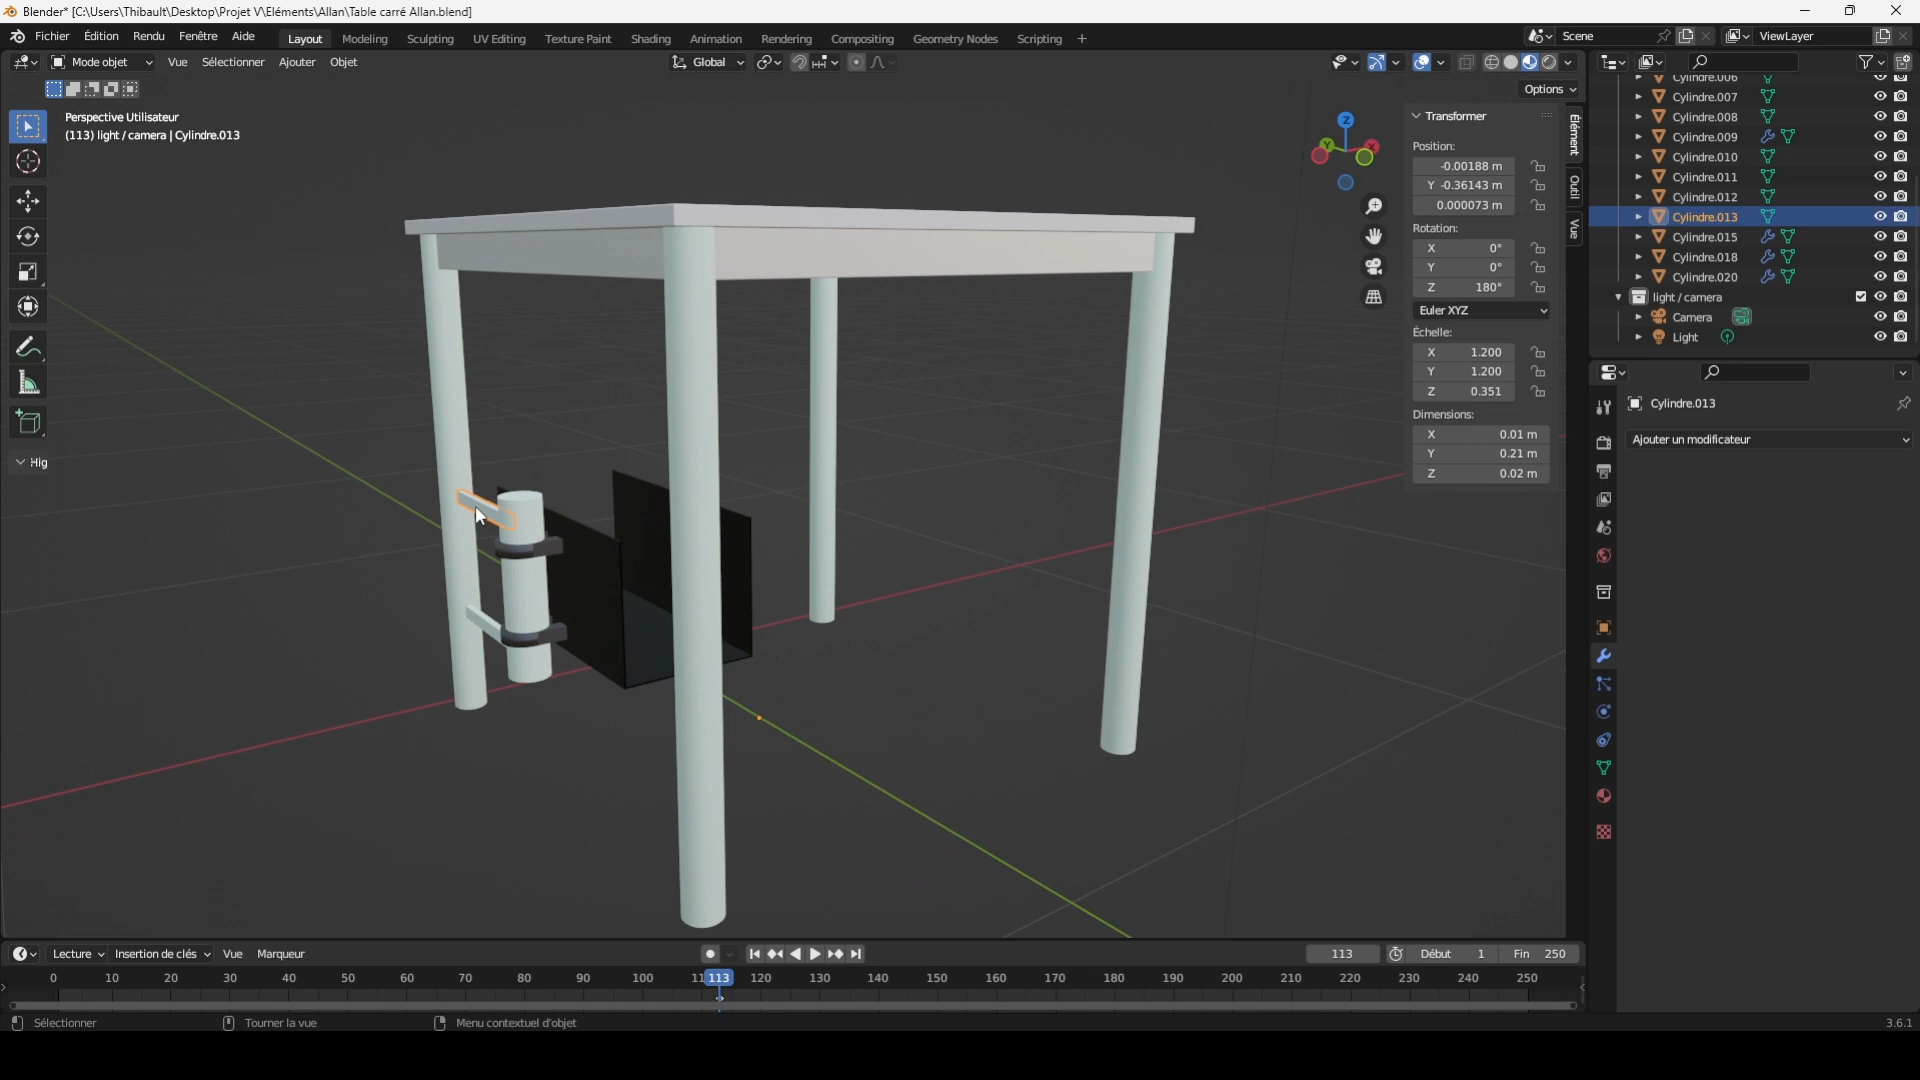 Blender* [C:\Users\Thibault\Desktop\Projet V\Eléments\Allan\Table carré Allan.blend]
Fichier Édition Rendu Fenêtre Aide Layout Modeling Sculpting UV Editing Texture Paint Shading Animation Rendering Compositing Geometry Nodes Scripting + Scene ViewLayer
Mode objet Vue Sélectionner Ajouter Objet Global
Options
Perspective Utilisateur
(113) light / camera | Cylindre.013
Hig
X
Y
Z
Transformer
Position:
-0.00188 m
Y -0.36143 m
0.000073 m
Rotation:
X 0°
Y 0°
Z 180°
Euler XYZ
Échelle:
X 1.200
Y 1.200
Z 0.351
Dimensions:
X 0.01 m
Y 0.21 m
Z 0.02 m
Élément
Outil
Vue
Cylindre.006
Cylindre.007
Cylindre.008
Cylindre.009
Cylindre.010
Cylindre.011
Cylindre.012
Cylindre.013
Cylindre.015
Cylindre.018
Cylindre.020
light / camera
Camera
Light
Cylindre.013
Ajouter un modificateur
Lecture Insertion de clés Vue Marqueur 113 Début 1 Fin 250
0 10 20 30 40 50 60 70 80 90 100 11 113 120 130 140 150 160 170 180 190 200 210 220 230 240 250
Sélectionner Tourner la vue Menu contextuel d'objet 3.6.1